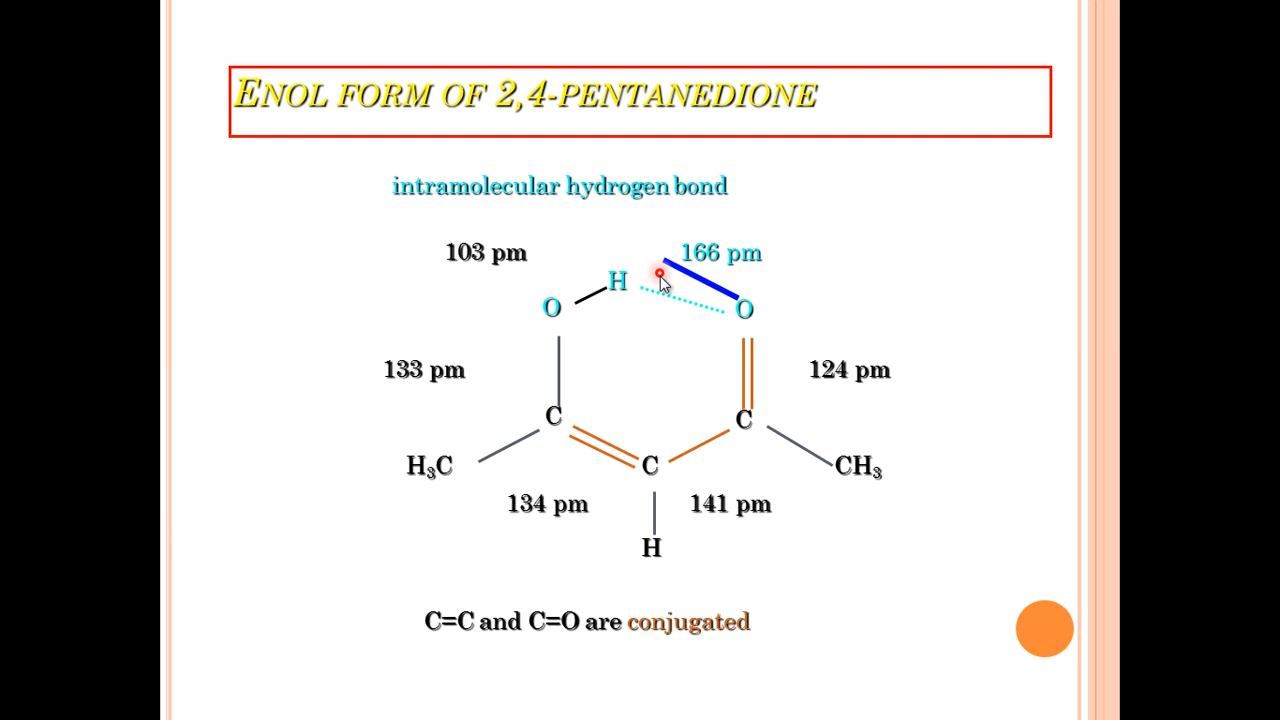 ENOL FORM OF 2,4-PENTANEDIONE
intramolecular hydrogen bond
103 pm
166 pm
H
O
O
133 pm
124 pm
C
C
H₃C
C
CH₃
134 pm
141 pm
H
C=C and C=O are conjugated